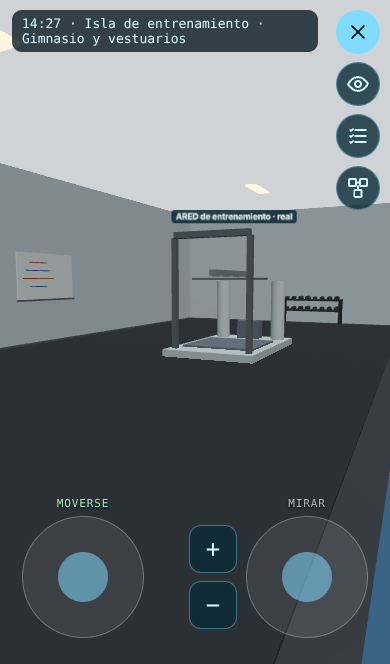 14:27 · Isla de entrenamiento ·
Gimnasio y vestuarios
ARED de entrenamiento · real
MOVERSE
MIRAR
+
−